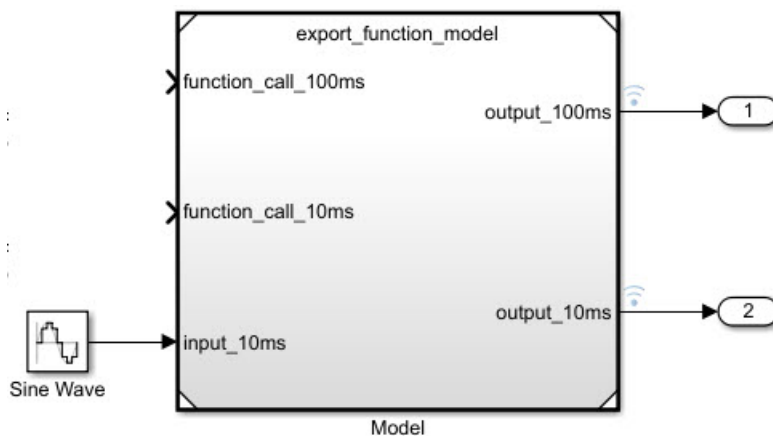 export_function_model
function_call_100ms
output_100ms
1
function_call_10ms
output_10ms
2
input_10ms
Sine Wave
Model